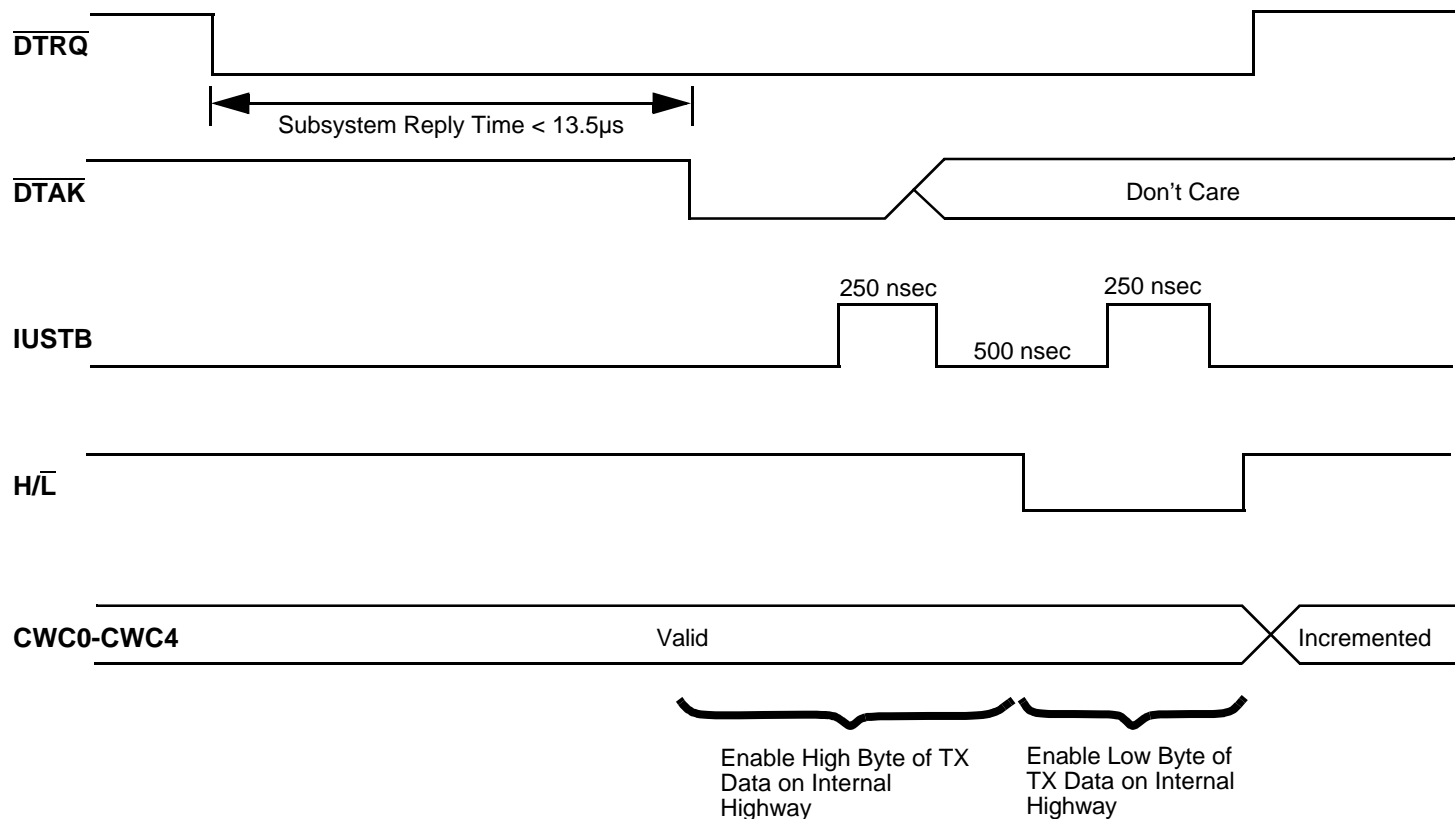 DTRQ
Subsystem Reply Time < 13.5µs
DTAK
Don't Care
250 nsec
250 nsec
IUSTB
500 nsec
H/L
CWC0-CWC4
Valid
Incremented
Enable High Byte of TX
Data on Internal
Highway
Enable Low Byte of
TX Data on Internal
Highway